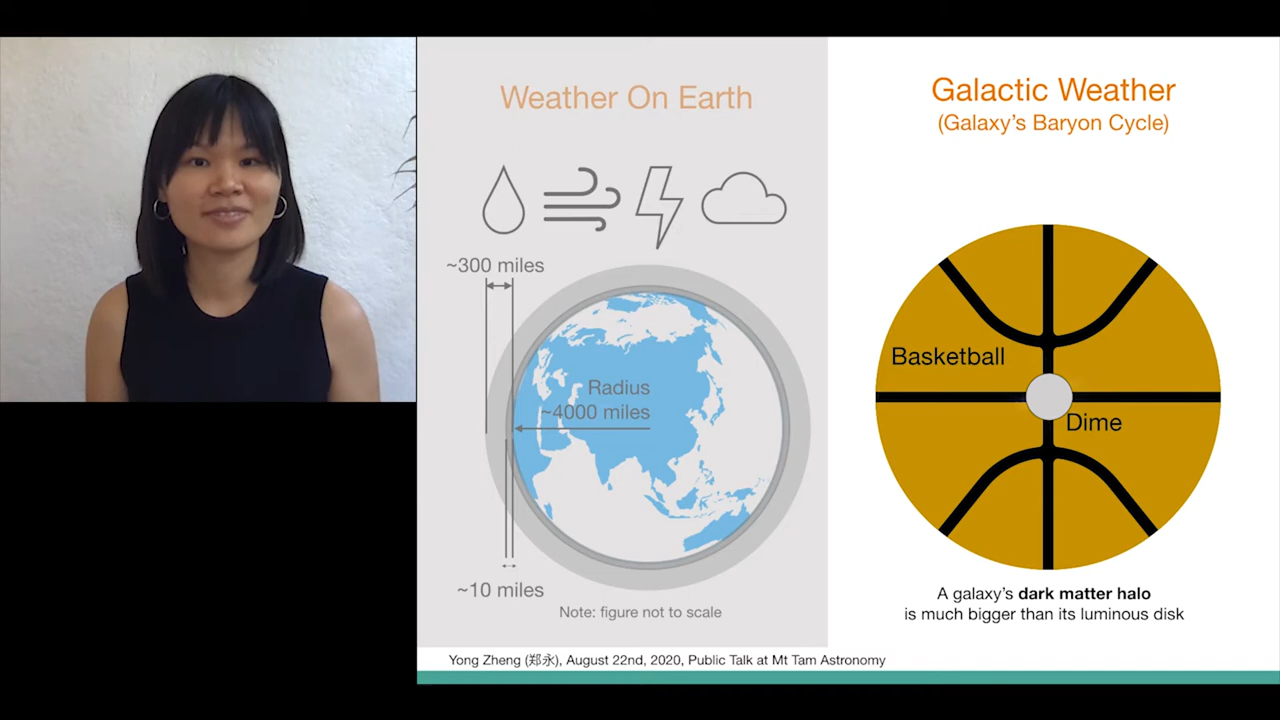 Weather On Earth
~300 miles
Radius
~4000 miles
~10 miles
Note: figure not to scale
Galactic Weather
(Galaxy's Baryon Cycle)
Basketball
Dime
A galaxy's dark matter halo
is much bigger than its luminous disk
Yong Zheng (郑永), August 22nd, 2020, Public Talk at Mt Tam Astronomy